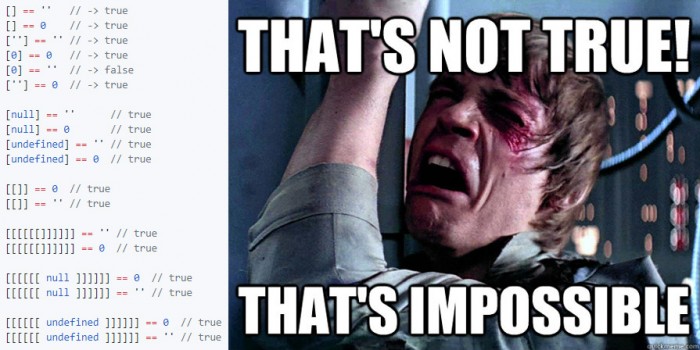 [] == '' // -> true
[] == 0 // -> true
[''] == '' // -> true
[0] == 0 // -> true
[0] == '' // -> false
[''] == 0 // -> true
[null] == '' // true
[null] == 0 // true
[undefined] == '' // true
[undefined] == 0 // true
[[]] == 0 // true
[[]] == '' // true
[[[[[[]]]]]] == '' // true
[[[[[[]]]]]] == 0 // true
[[[[[[ null ]]]]]] == 0 // true
[[[[[[ null ]]]]]] == '' // true
[[[[[[ undefined ]]]]]] == 0 // true
[[[[[[ undefined ]]]]]] == '' // true
THAT'S NOT TRUE!
THAT'S IMPOSSIBLE
quickmeme.com